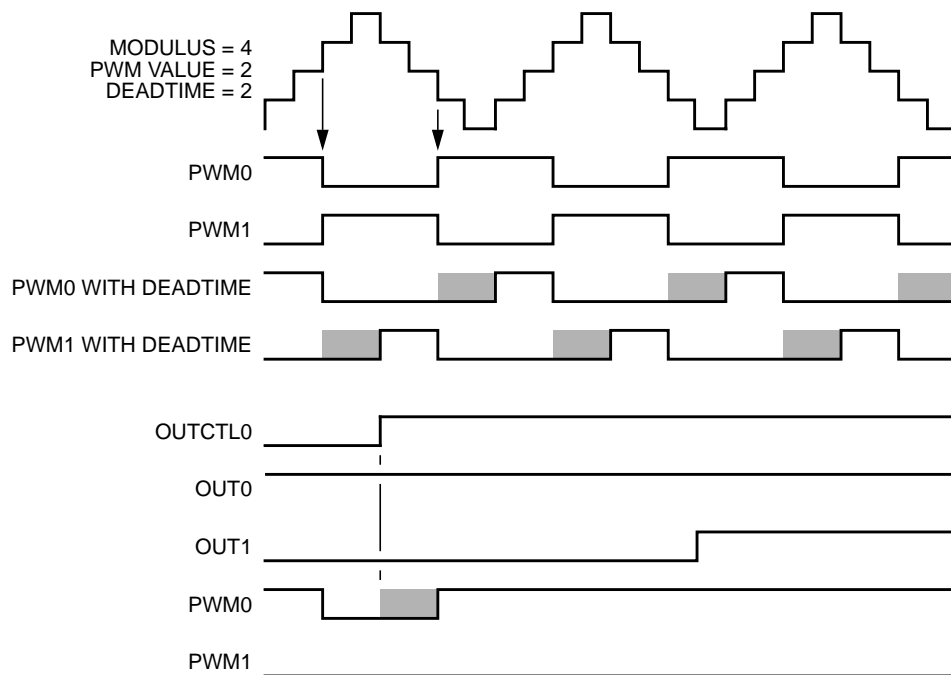 MODULUS = 4
PWM VALUE = 2
DEADTIME = 2
PWM0
PWM1
PWM0 WITH DEADTIME
PWM1 WITH DEADTIME
OUTCTL0
OUT0
OUT1
PWM0
PWM1